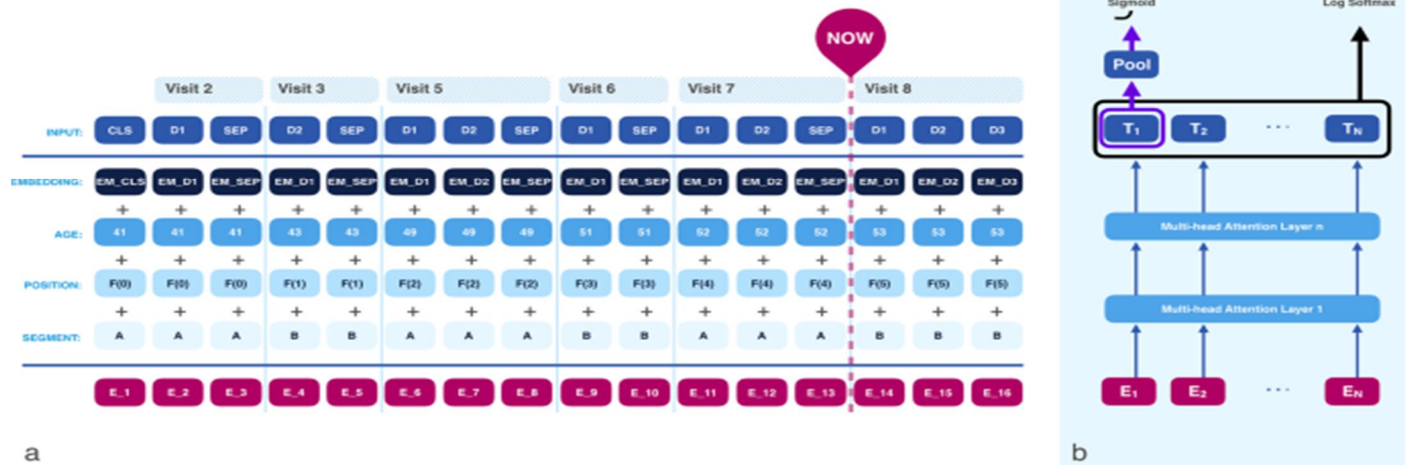 NOW
Visit 2 Visit 3 Visit 5 Visit 6 Visit 7 Visit 8
INPUT: CLS D1 SEP D2 SEP D1 D2 SEP D1 SEP D1 D2 SEP D1 D2 D3
EMBEDDING: EM_CLS EM_D1 EM_SEP EM_D1 EM_SEP EM_D1 EM_D2 EM_SEP EM_D1 EM_SEP EM_D1 EM_D2 EM_SEP EM_D1 EM_D2 EM_D3
+ + + + + + + + + + + + + + + +
AGE: 41 41 41 43 43 49 49 49 51 51 52 52 52 53 53 53
+ + + + + + + + + + + + + + + +
POSITION: F(0) F(0) F(0) F(1) F(1) F(2) F(2) F(2) F(3) F(3) F(4) F(4) F(4) F(5) F(5) F(5)
+ + + + + + + + + + + + + + + +
SEGMENT: A A A B B A A A B B A A A B B B
E_1 E_2 E_3 E_4 E_5 E_6 E_7 E_8 E_9 E_10 E_11 E_12 E_13 E_14 E_15 E_16
a
Sigmoid Log Softmax
Pool
T1 T2 ... TN
Multi-head Attention Layer n
Multi-head Attention Layer 1
E1 E2 ... EN
b